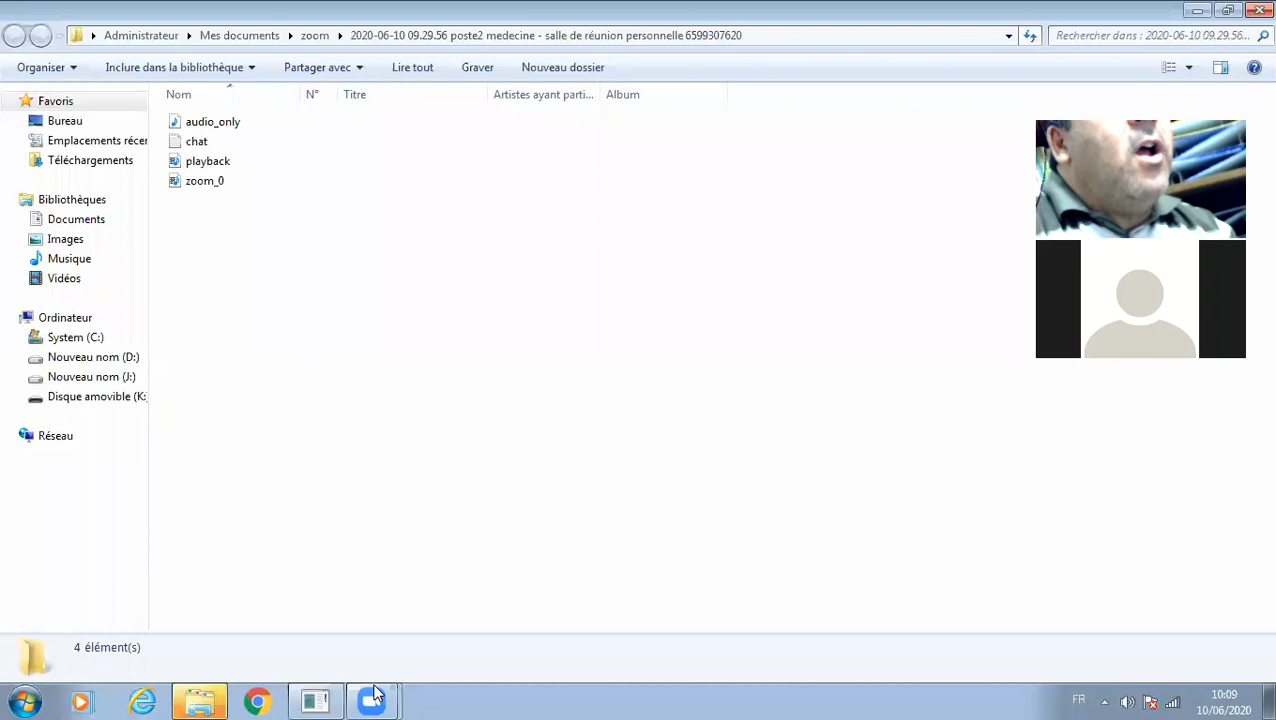 Administrateur Mes documents zoom 2020-06-10 09.29.56 poste2 medecine - salle de réunion personnelle 6599307620 Rechercher dans : 2020-06-10 09.29.56...
Organiser Inclure dans la bibliothèque Partager avec Lire tout Graver Nouveau dossier
Nom N° Titre Artistes ayant parti... Album
Favoris
Bureau
Emplacements récer
Téléchargements
Bibliothèques
Documents
Images
Musique
Vidéos
Ordinateur
System (C:)
Nouveau nom (D:)
Nouveau nom (J:)
Disque amovible (K:
Réseau
audio_only
chat
playback
zoom_0
4 élément(s)
FR
10:09
10/06/2020